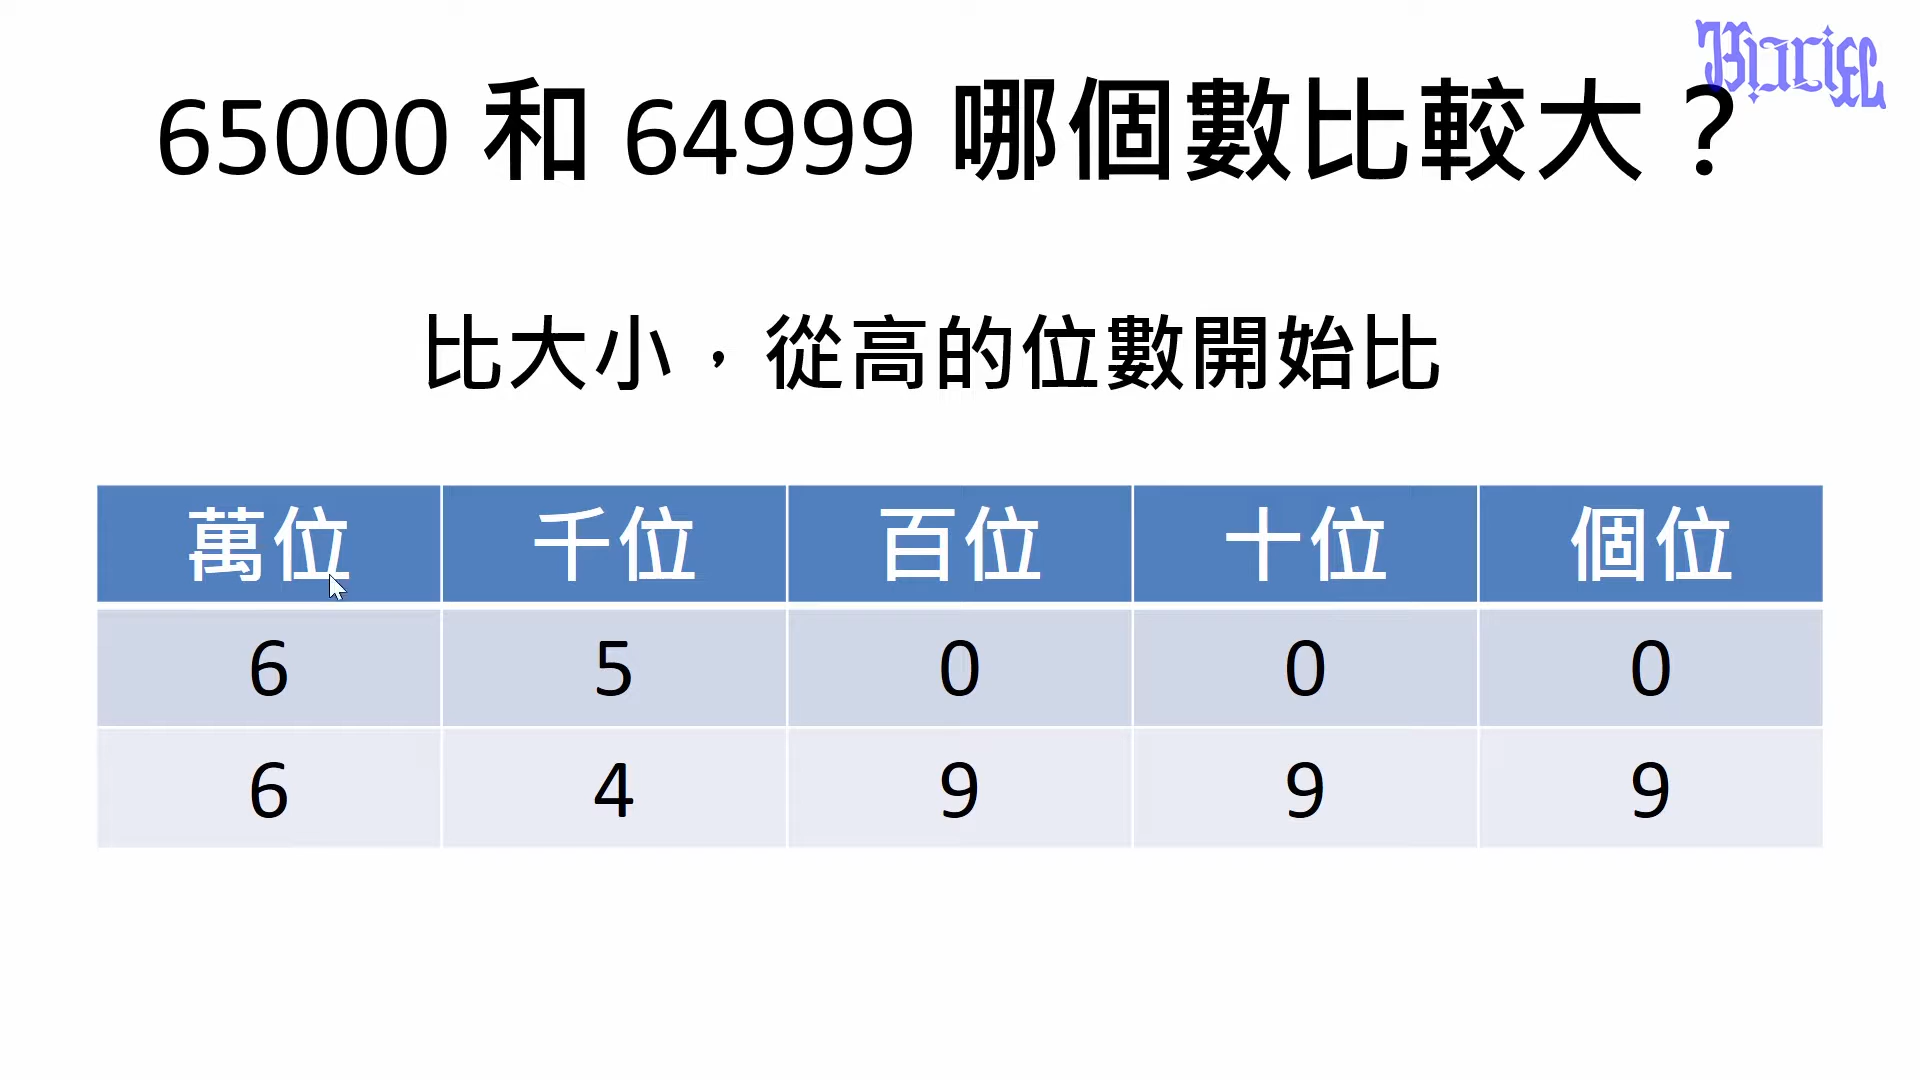 65000 和 64999 哪個數比較大？
比大小，從高的位數開始比
萬位 千位 百位 十位 個位
6 5 0 0 0
6 4 9 9 9